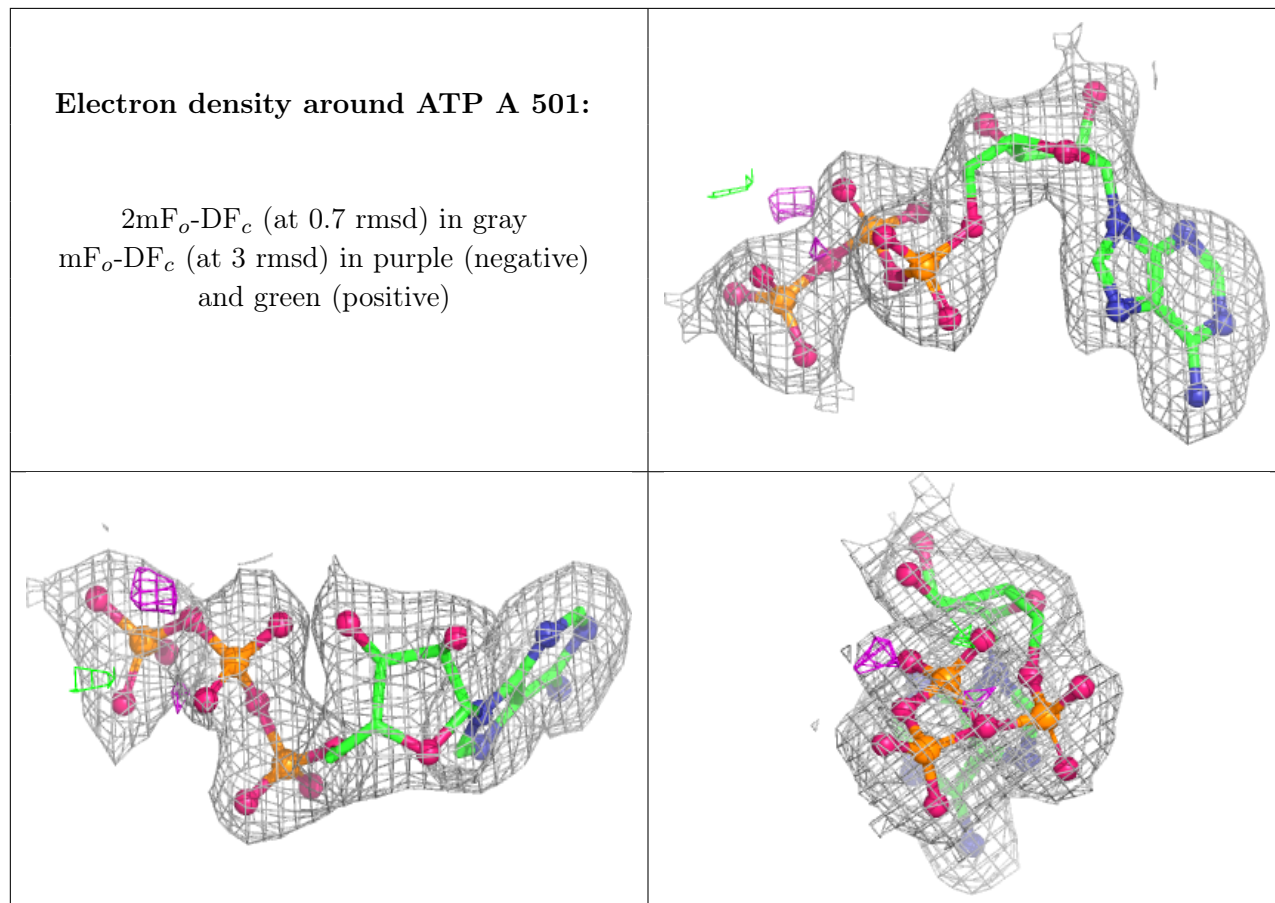 Electron density around ATP A 501:
2mFo-DFc (at 0.7 rmsd) in gray
mFo-DFc (at 3 rmsd) in purple (negative)
and green (positive)